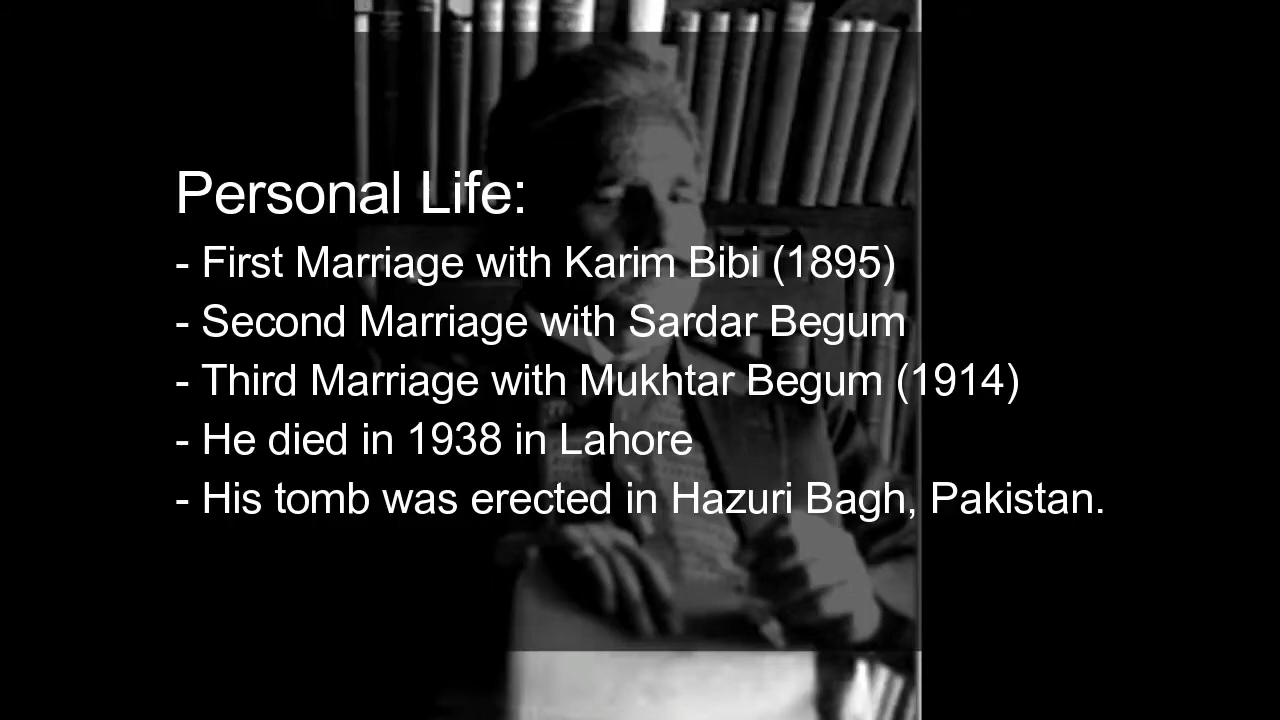 Personal Life:
- First Marriage with Karim Bibi (1895)
- Second Marriage with Sardar Begum
- Third Marriage with Mukhtar Begum (1914)
- He died in 1938 in Lahore
- His tomb was erected in Hazuri Bagh, Pakistan.